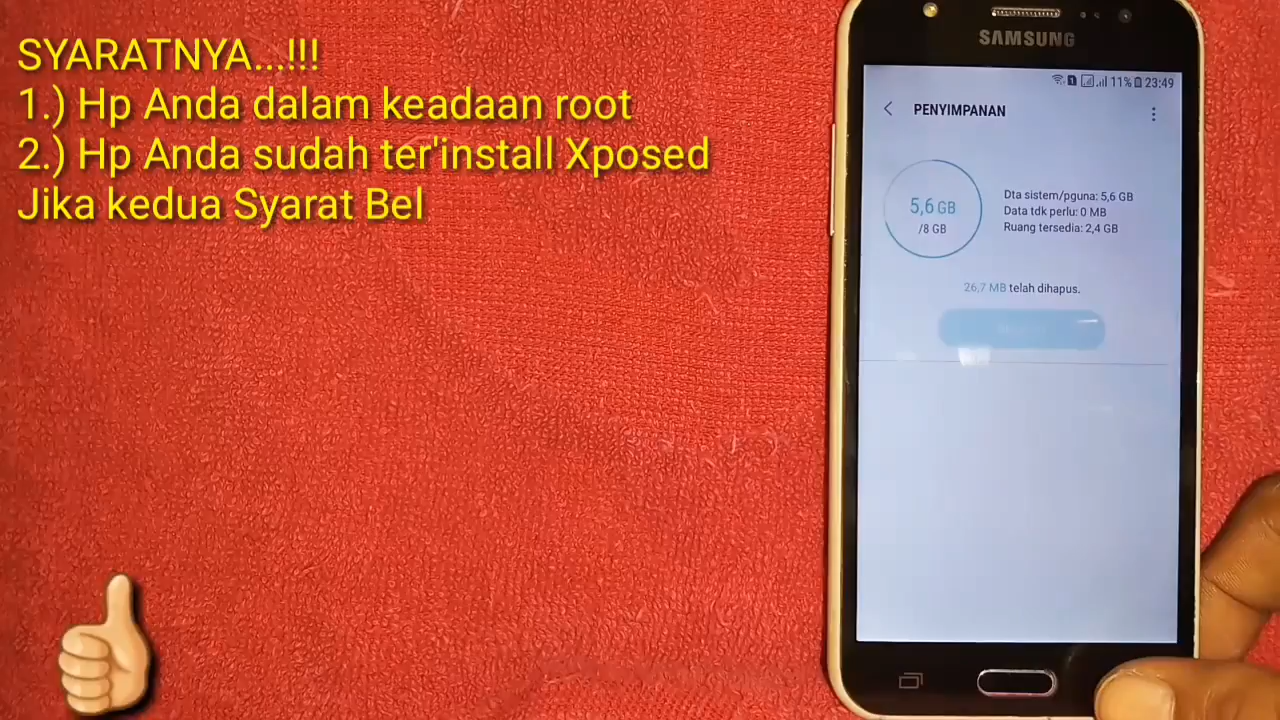 SYARATNYA...!!!
1.) Hp Anda dalam keadaan root
2.) Hp Anda sudah ter'install Xposed
Jika kedua Syarat Bel
SAMSUNG
11% 23:49
PENYIMPANAN
5,6 GB
/8 GB
Dta sistem/pguna: 5,6 GB
Data tdk perlu: 0 MB
Ruang tersedia: 2,4 GB
26,7 MB telah dihapus.